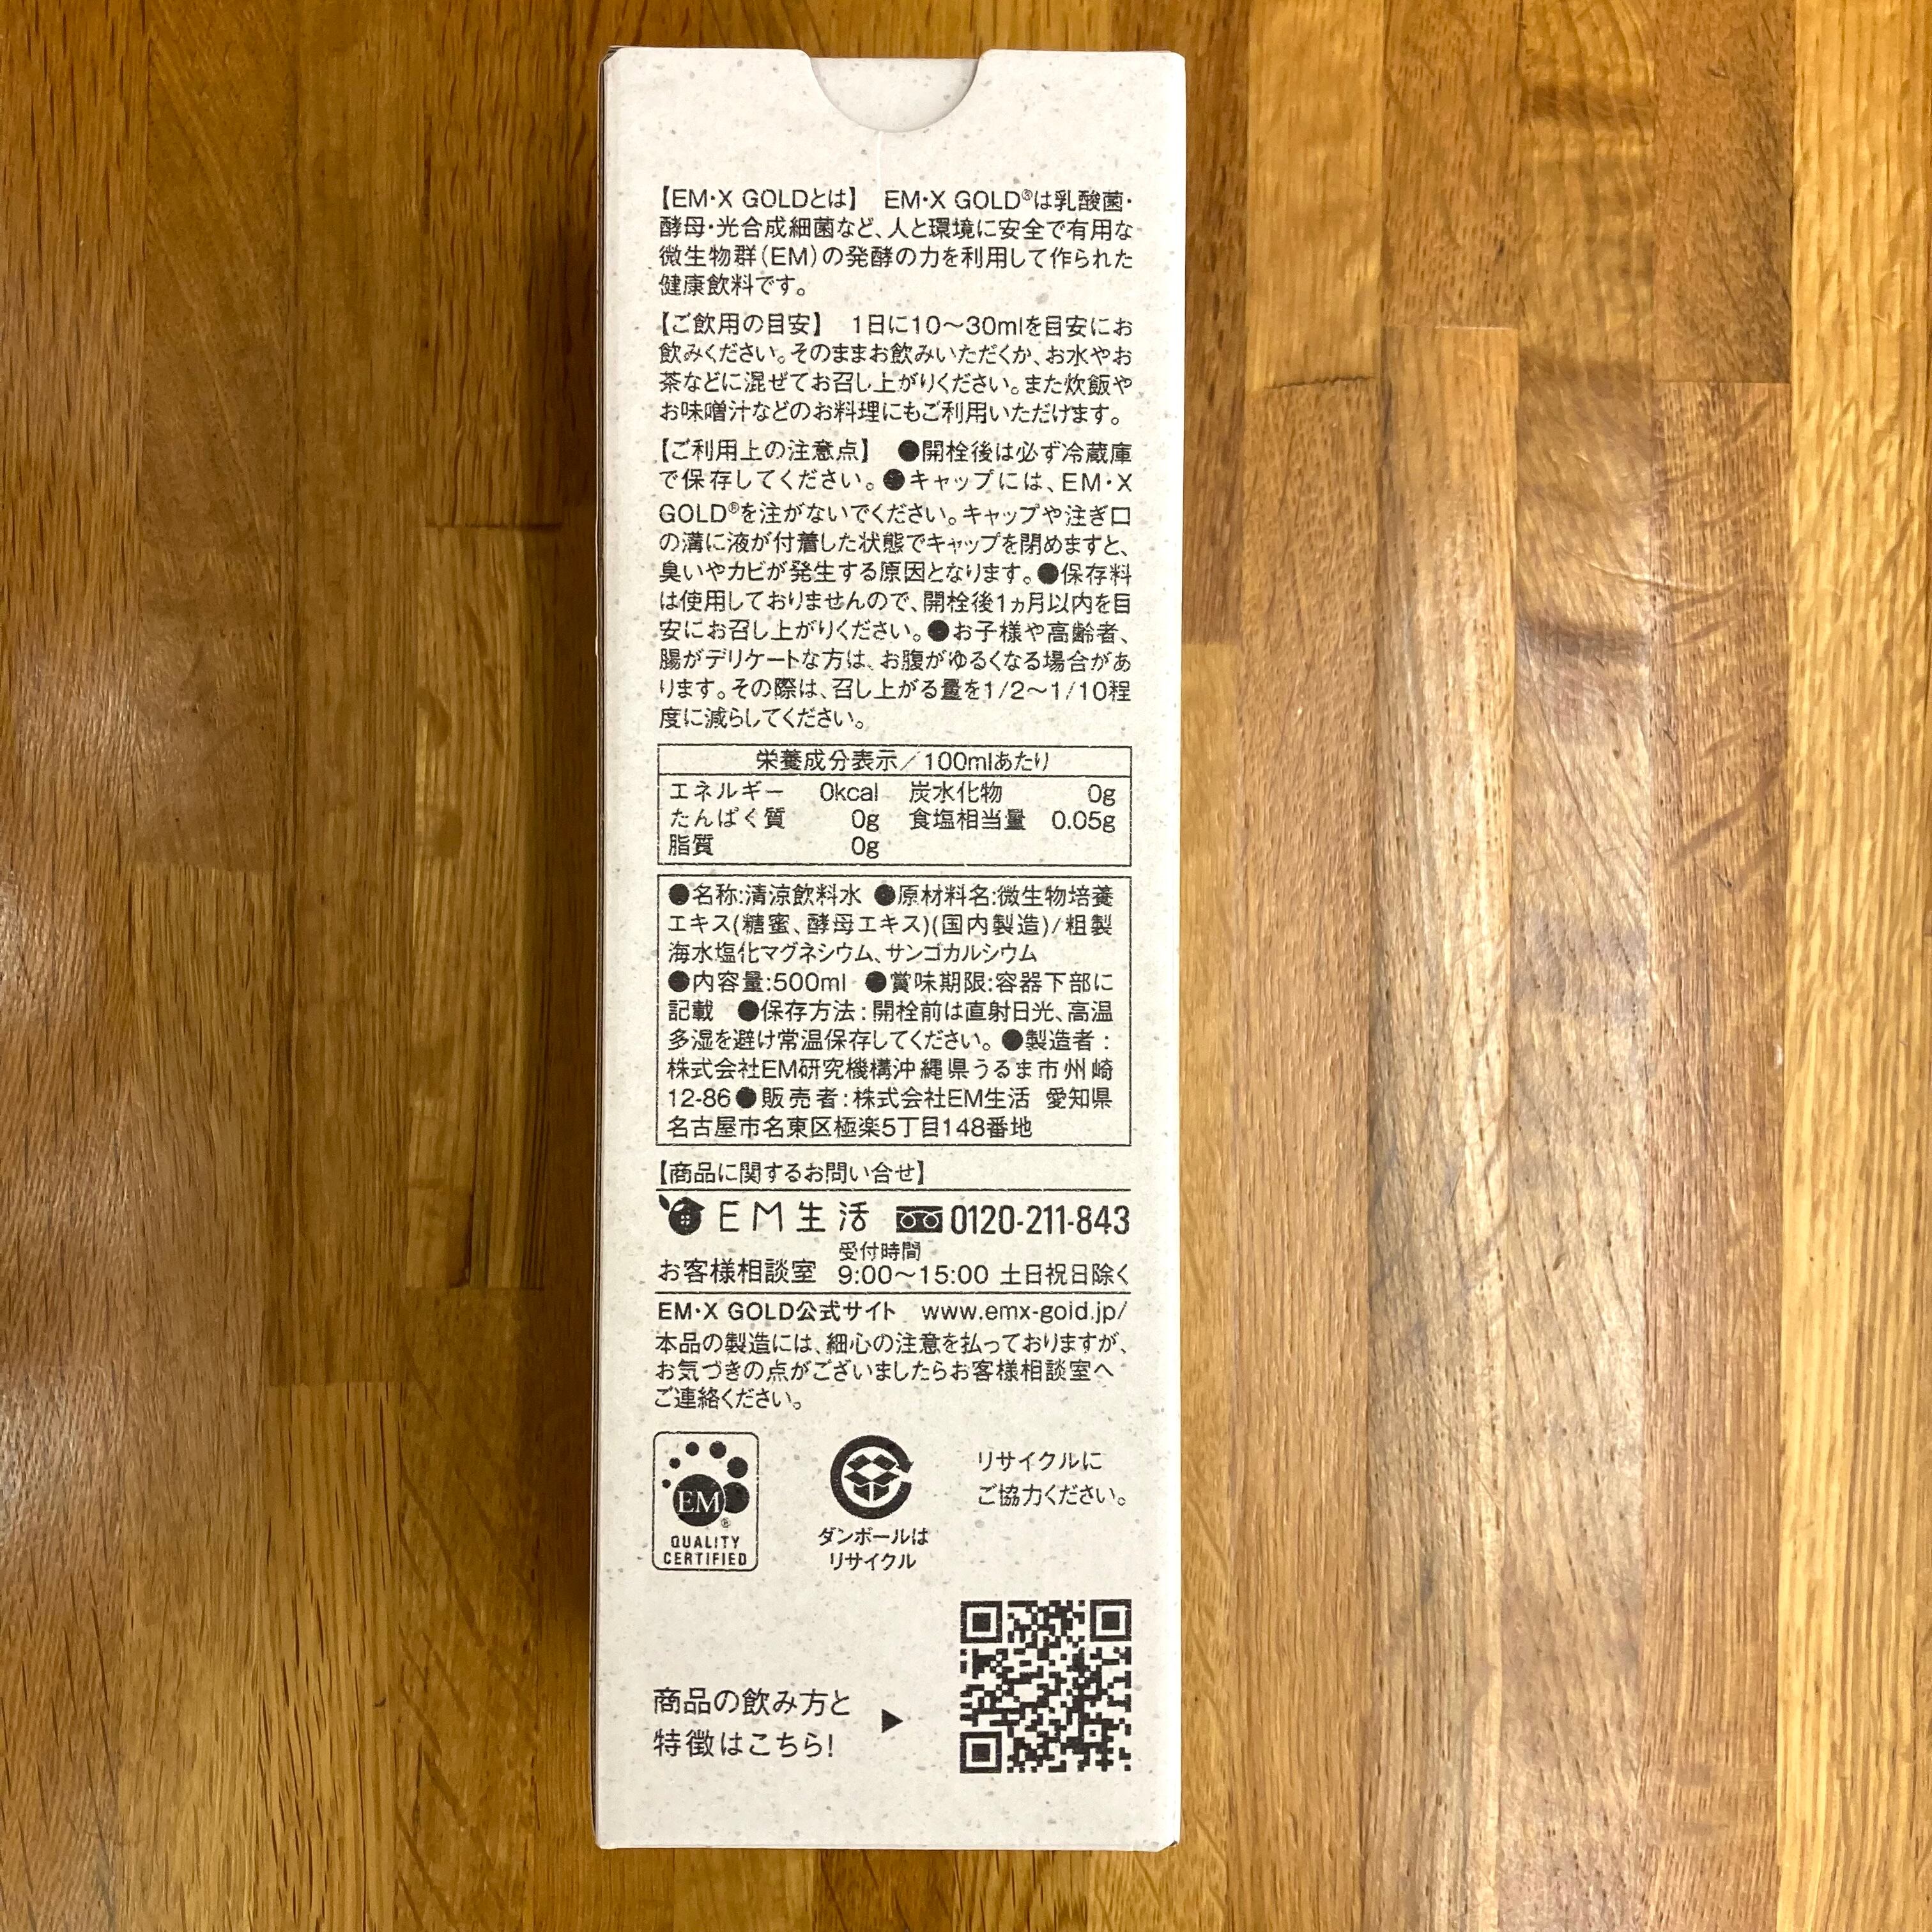 【EM・X GOLDとは】 EM・X GOLD®は乳酸菌・
酵母・光合成細菌など、人と環境に安全で有用な
微生物群(EM)の発酵の力を利用して作られた
健康飲料です。
【ご飲用の目安】 1日に10〜30mlを目安にお
飲みください。そのままお飲みいただくか、お水やお
茶などに混ぜてお召し上がりください。また炊飯や
お味噌汁などのお料理にもご利用いただけます。
【ご利用上の注意点】 ●開栓後は必ず冷蔵庫
で保存してください。●キャップには、EM・X
GOLD®を注がないでください。キャップや注ぎ口
の溝に液が付着した状態でキャップを閉めますと、
臭いやカビが発生する原因となります。●保存料
は使用しておりませんので、開栓後1ヵ月以内を目
安にお召し上がりください。●お子様や高齢者、
腸がデリケートな方は、お腹がゆるくなる場合があ
ります。その際は、召し上がる量を1/2〜1/10程
度に減らしてください。
栄養成分表示/100mlあたり
エネルギー 0kcal 炭水化物 0g
たんぱく質 0g 食塩相当量 0.05g
脂質 0g
●名称:清涼飲料水 ●原材料名:微生物培養
エキス(糖蜜、酵母エキス)(国内製造)/粗製
海水塩化マグネシウム、サンゴカルシウム
●内容量:500ml ●賞味期限:容器下部に
記載 ●保存方法:開栓前は直射日光、高温
多湿を避け常温保存してください。●製造者:
株式会社EM研究機構沖縄県うるま市州崎
12-86●販売者:株式会社EM生活 愛知県
名古屋市名東区極楽5丁目148番地
【商品に関するお問い合せ】
EM生活 0120-211-843
受付時間
お客様相談室 9:00〜15:00 土日祝日除く
EM・X GOLD公式サイト www.emx-gold.jp/
本品の製造には、細心の注意を払っておりますが、
お気づきの点がございましたらお客様相談室へ
ご連絡ください。
EM®
QUALITY
CERTIFIED
ダンボールは
リサイクル
リサイクルに
ご協力ください。
商品の飲み方と
特徴はこちら!